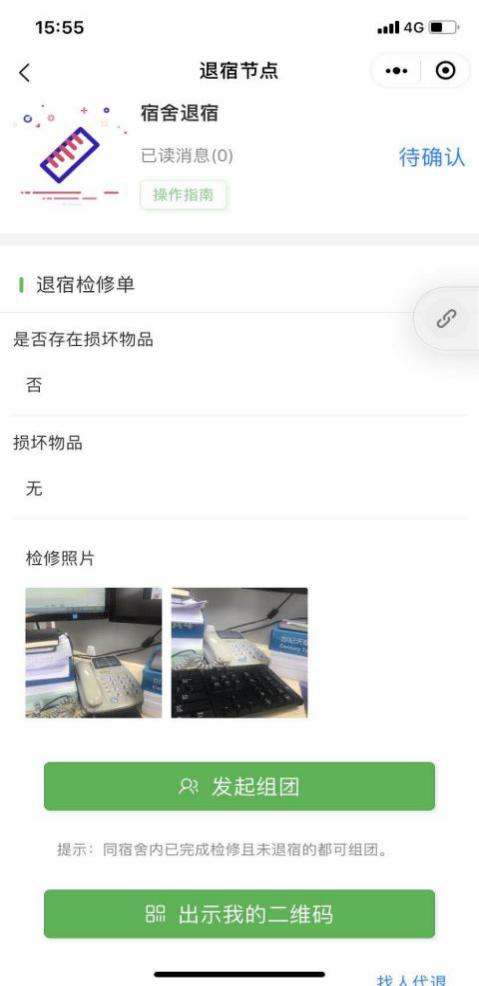 15:55
4G
退宿节点
宿舍退宿
已读消息(0)
待确认
操作指南
退宿检修单
是否存在损坏物品
否
损坏物品
无
检修照片
发起组团
提示：同宿舍内已完成检修且未退宿的都可组团。
出示我的二维码
找人代退